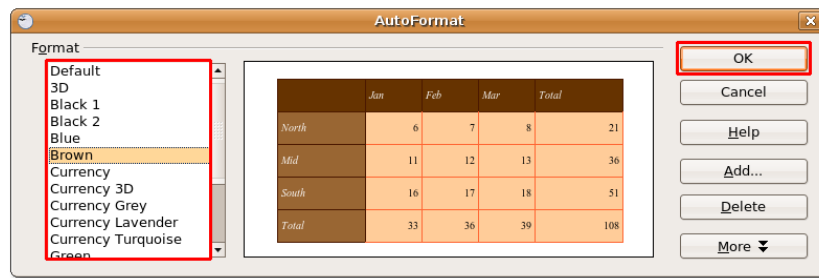 AutoFormat
Format
Default
3D
Black 1
Black 2
Blue
Brown
Currency
Currency 3D
Currency Grey
Currency Lavender
Currency Turquoise
Green
Jan Feb Mar Total
North 6 7 8 21
Mid 11 12 13 36
South 16 17 18 51
Total 33 36 39 108
OK
Cancel
Help
Add...
Delete
More